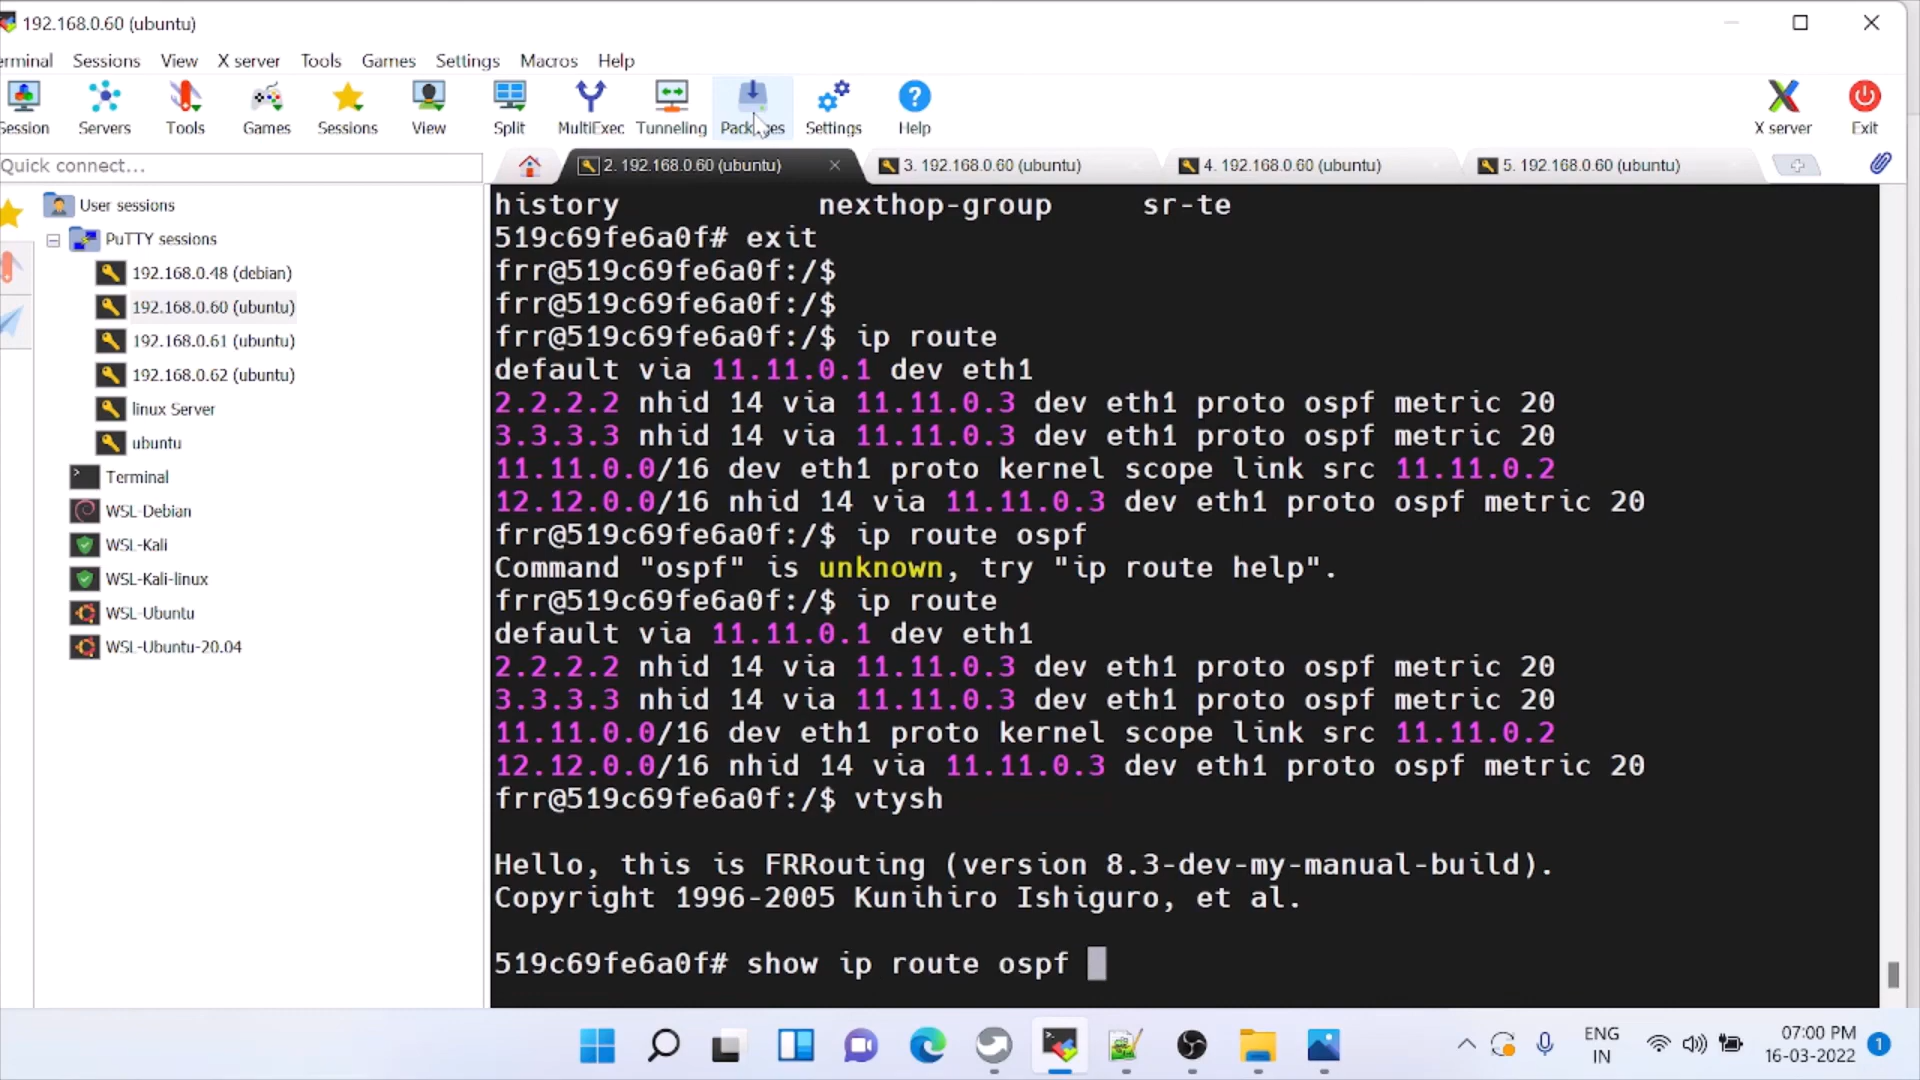 192.168.0.60 (ubuntu)
erminal Sessions View X server Tools Games Settings Macros Help
Session Servers Tools Games Sessions View Split MultiExec Tunneling Packages Settings Help X server Exit
Quick connect...
2. 192.168.0.60 (ubuntu) 3. 192.168.0.60 (ubuntu) 4. 192.168.0.60 (ubuntu) 5. 192.168.0.60 (ubuntu)
User sessions
PuTTY sessions
192.168.0.48 (debian)
192.168.0.60 (ubuntu)
192.168.0.61 (ubuntu)
192.168.0.62 (ubuntu)
linux Server
ubuntu
Terminal
WSL-Debian
WSL-Kali
WSL-Kali-linux
WSL-Ubuntu
WSL-Ubuntu-20.04
history nexthop-group sr-te
519c69fe6a0f# exit
frr@519c69fe6a0f:/$
frr@519c69fe6a0f:/$
frr@519c69fe6a0f:/$ ip route
default via 11.11.0.1 dev eth1
2.2.2.2 nhid 14 via 11.11.0.3 dev eth1 proto ospf metric 20
3.3.3.3 nhid 14 via 11.11.0.3 dev eth1 proto ospf metric 20
11.11.0.0/16 dev eth1 proto kernel scope link src 11.11.0.2
12.12.0.0/16 nhid 14 via 11.11.0.3 dev eth1 proto ospf metric 20
frr@519c69fe6a0f:/$ ip route ospf
Command "ospf" is unknown, try "ip route help".
frr@519c69fe6a0f:/$ ip route
default via 11.11.0.1 dev eth1
2.2.2.2 nhid 14 via 11.11.0.3 dev eth1 proto ospf metric 20
3.3.3.3 nhid 14 via 11.11.0.3 dev eth1 proto ospf metric 20
11.11.0.0/16 dev eth1 proto kernel scope link src 11.11.0.2
12.12.0.0/16 nhid 14 via 11.11.0.3 dev eth1 proto ospf metric 20
frr@519c69fe6a0f:/$ vtysh
Hello, this is FRRouting (version 8.3-dev-my-manual-build).
Copyright 1996-2005 Kunihiro Ishiguro, et al.
519c69fe6a0f# show ip route ospf
ENG
IN
07:00 PM
16-03-2022
1